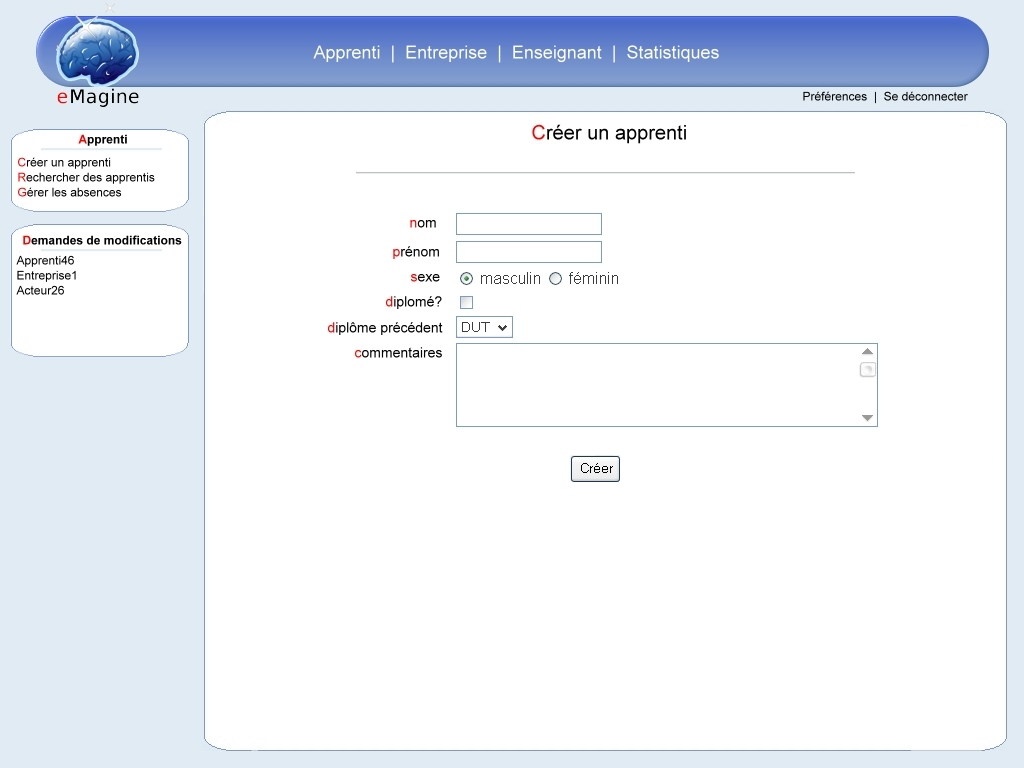 Apprenti | Entreprise | Enseignant | Statistiques
eMagine
Préférences | Se déconnecter
Apprenti
Créer un apprenti
Rechercher des apprentis
Gérer les absences
Demandes de modifications
Apprenti46
Entreprise1
Acteur26
Créer un apprenti
nom
prénom
sexe masculin féminin
diplomé?
diplôme précédent DUT
commentaires
Créer